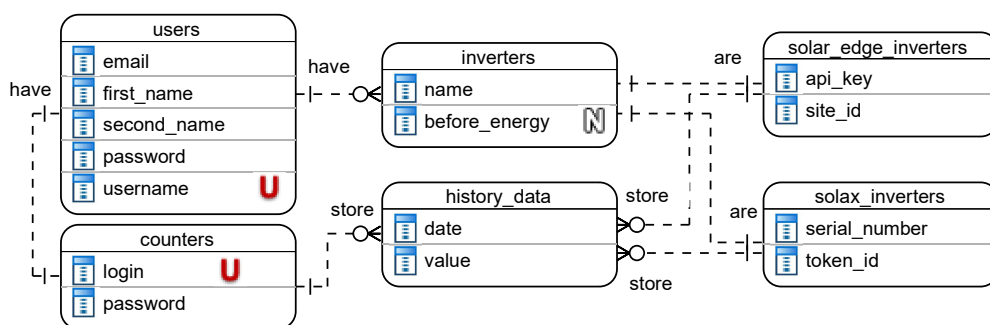 users
email
first_name
second_name
password
username U
have
have
counters
login U
password
inverters
name
before_energy N
history_data
date
value
store
store
store
are
are
solar_edge_inverters
api_key
site_id
solax_inverters
serial_number
token_id